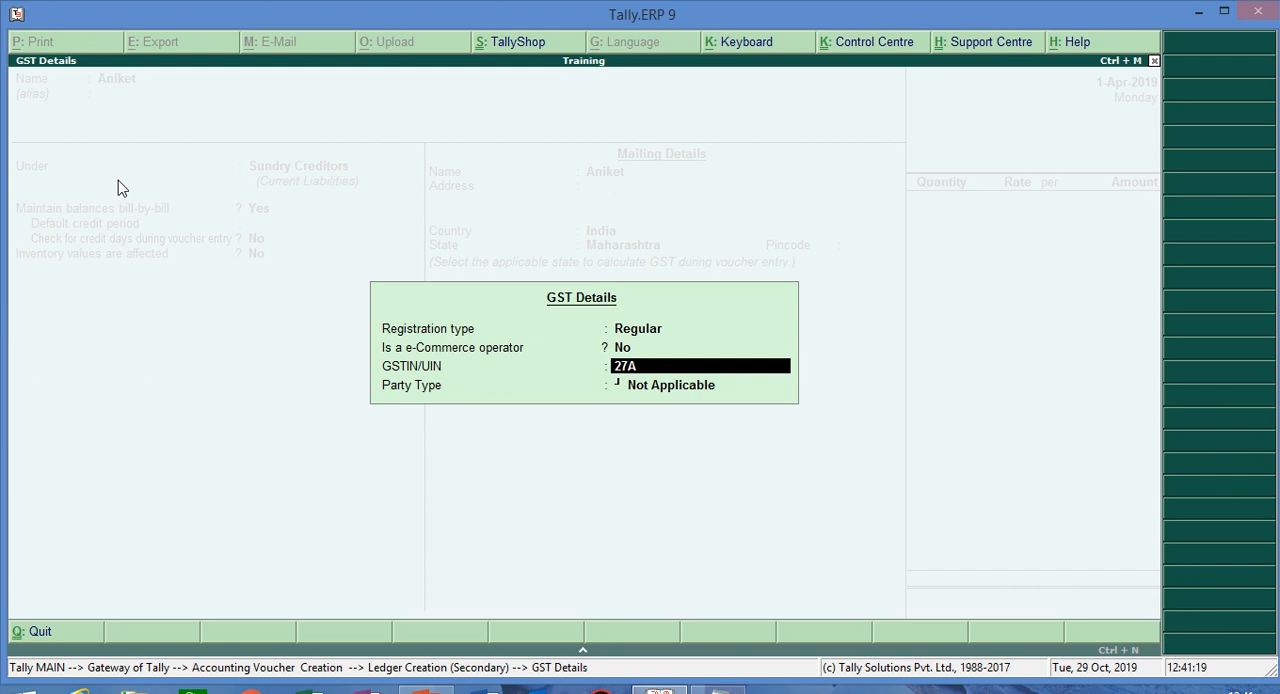 Tally.ERP 9
P: Print E: Export M: E-Mail O: Upload S: TallyShop G: Language K: Keyboard K: Control Centre H: Support Centre H: Help
GST Details Training Ctrl + M
Name : Aniket
(alias) :
1-Apr-2019
Monday
Under : Sundry Creditors
(Current Liabilities)
Maintain balances bill-by-bill ? Yes
Default credit period
Check for credit days during voucher entry ? No
Inventory values are affected ? No
Mailing Details
Name : Aniket
Address :
Country : India
State : Maharashtra Pincode :
(Select the applicable state to calculate GST during voucher entry.)
Quantity Rate per Amount
GST Details
Registration type : Regular
Is a e-Commerce operator ? No
GSTIN/UIN : 27A
Party Type : Not Applicable
Q: Quit
Ctrl + N
Tally MAIN --> Gateway of Tally --> Accounting Voucher Creation --> Ledger Creation (Secondary) --> GST Details
(c) Tally Solutions Pvt. Ltd., 1988-2017 Tue, 29 Oct, 2019 12:41:19